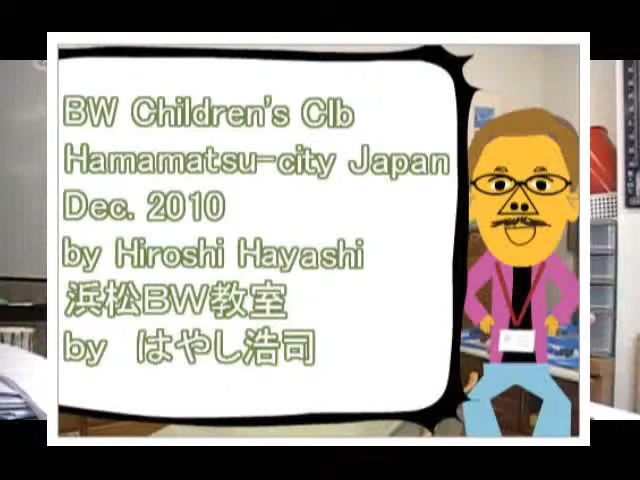 BW Children's Clb
Hamamatsu-city Japan
Dec. 2010
by Hiroshi Hayashi
浜松BW教室
by はやし浩司